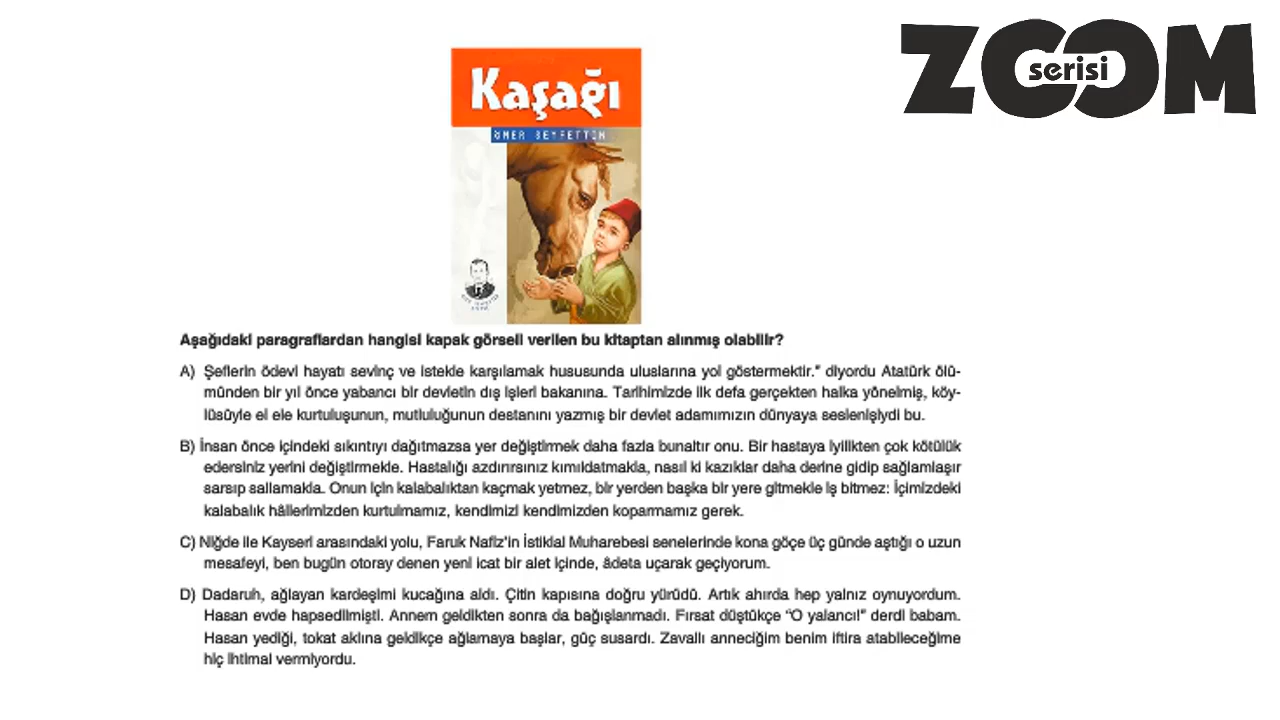 ZOOM
serisi
Kaşağı
ÖMER SEYFETTİN
Aşağıdaki paragraflardan hangisi kapak görseli verilen bu kitaptan alınmış olabilir?
A) Şeflerin ödevi hayatı sevinç ve istekle karşılamak hususunda uluslarına yol göstermektir.” diyordu Atatürk ölü-
münden bir yıl önce yabancı bir devletin dış işleri bakanına. Tarihimizde ilk defa gerçekten halka yönelmiş, köy-
lüsüyle el ele kurtuluşunun, mutluluğunun destanını yazmış bir devlet adamımızın dünyaya seslenişiydi bu.
B) İnsan önce içindeki sıkıntıyı dağıtmazsa yer değiştirmek daha fazla bunaltır onu. Bir hastaya iyilikten çok kötülük
edersiniz yerini değiştirmekle. Hastalığı azdırırsınız kımıldatmakla, nasıl ki kazıklar daha derine gidip sağlamlaşır
sarsıp sallamakla. Onun için kalabalıktan kaçmak yetmez, bir yerden başka bir yere gitmekle iş bitmez: İçimizdeki
kalabalık hâllerimizden kurtulmamız, kendimizi kendimizden koparmamız gerek.
C) Niğde ile Kayseri arasındaki yolu, Faruk Nafiz’in İstiklal Muharebesi senelerinde kona göçe üç günde aştığı o uzun
mesafeyi, ben bugün otoray denen yeni icat bir alet içinde, âdeta uçarak geçiyorum.
D) Dadaruh, ağlayan kardeşimi kucağına aldı. Çitin kapısına doğru yürüdü. Artık ahırda hep yalnız oynuyordum.
Hasan evde hapsedilmişti. Annem geldikten sonra da bağışlanmadı. Fırsat düştükçe “O yalancı!” derdi babam.
Hasan yediği, tokat aklına geldikçe ağlamaya başlar, güç susardı. Zavallı anneciğim benim iftira atabileceğime
hiç ihtimal vermiyordu.